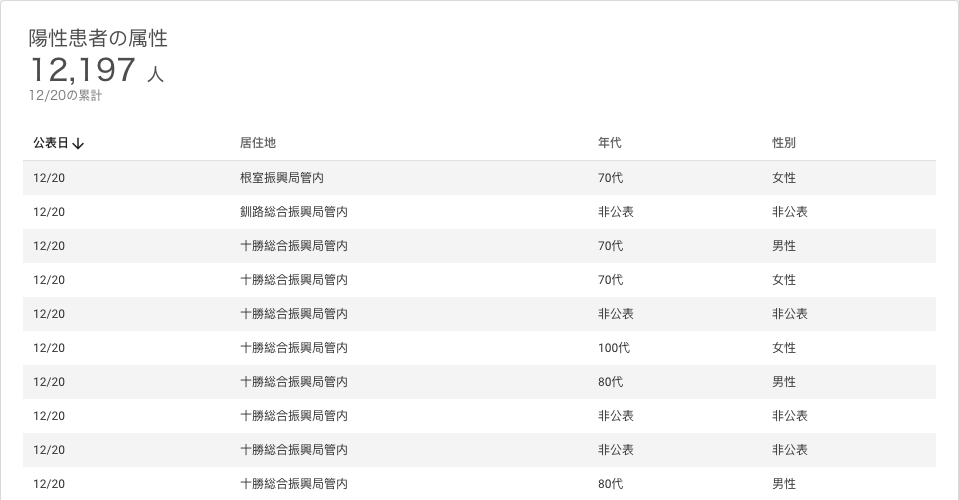 陽性患者の属性
12,197 人
12/20の累計
公表日↓ 居住地 年代 性別
12/20 根室振興局管内 70代 女性
12/20 釧路総合振興局管内 非公表 非公表
12/20 十勝総合振興局管内 70代 男性
12/20 十勝総合振興局管内 70代 女性
12/20 十勝総合振興局管内 非公表 非公表
12/20 十勝総合振興局管内 100代 女性
12/20 十勝総合振興局管内 80代 男性
12/20 十勝総合振興局管内 非公表 非公表
12/20 十勝総合振興局管内 非公表 非公表
12/20 十勝総合振興局管内 80代 男性